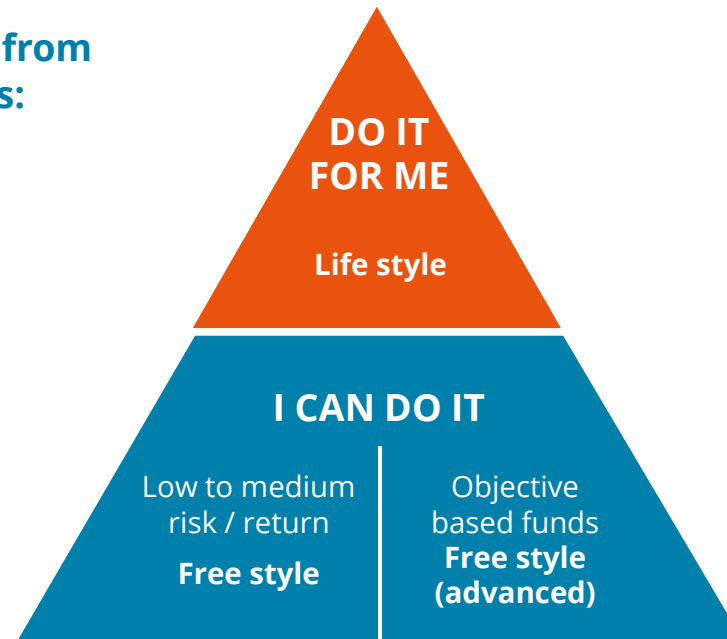 from
s:
DO IT
FOR ME
Life style
I CAN DO IT
Low to medium
risk / return
Free style
Objective
based funds
Free style
(advanced)